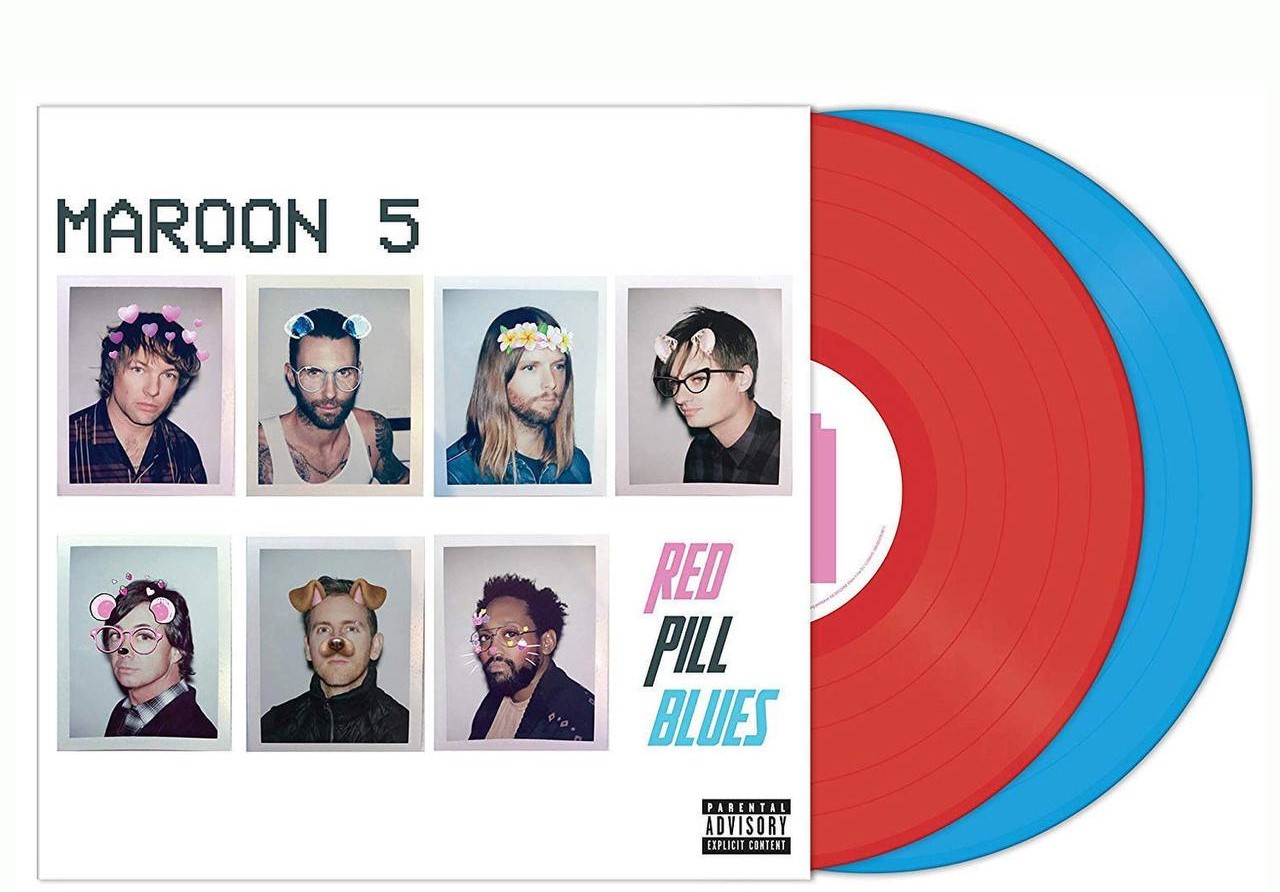 MAROON 5
RED
PILL
BLUES
PARENTAL
ADVISORY
EXPLICIT CONTENT